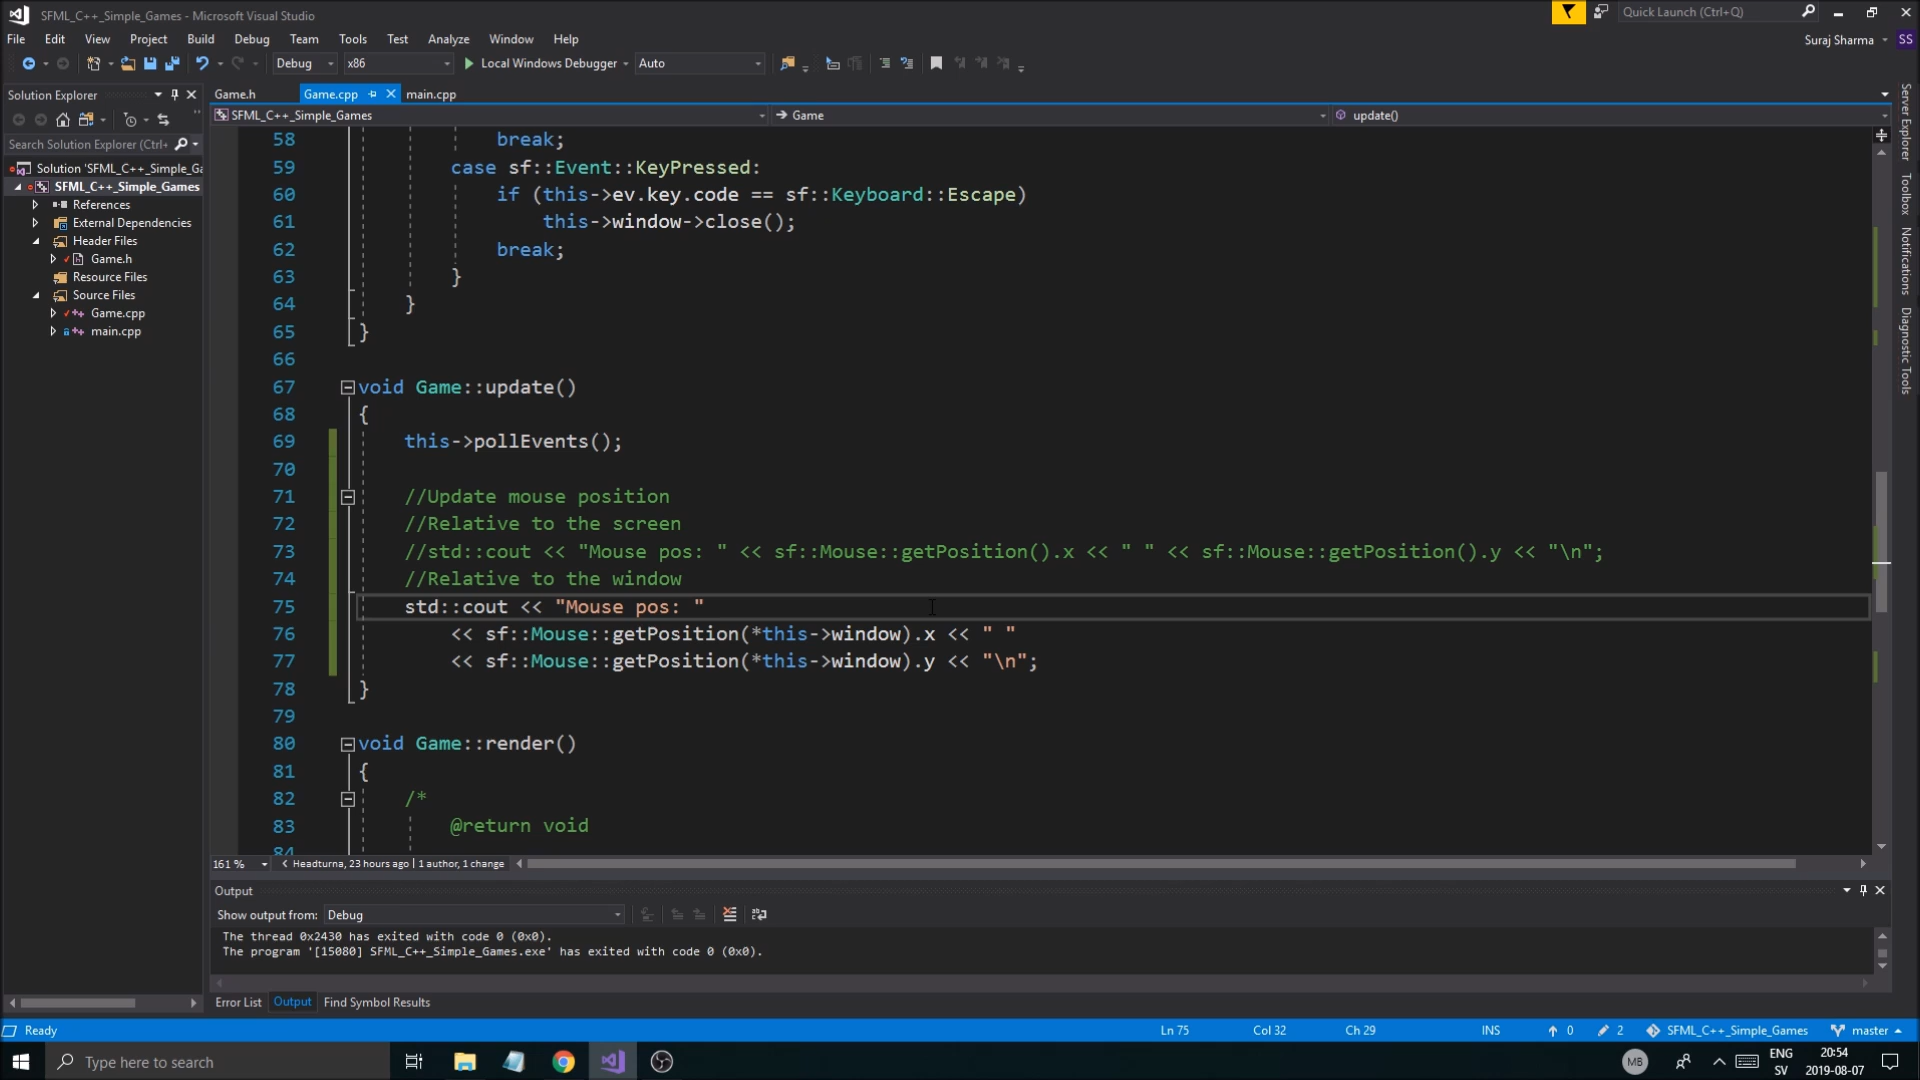 SFML_C++_Simple_Games - Microsoft Visual Studio
Quick Launch (Ctrl+Q)
File Edit View Project Build Debug Team Tools Test Analyze Window Help
Suraj Sharma SS
Debug x86 Local Windows Debugger Auto
Solution Explorer
Game.h Game.cpp main.cpp
SFML_C++_Simple_Games Game update()
Search Solution Explorer (Ctrl+
Solution 'SFML_C++_Simple_Ga
SFML_C++_Simple_Games
References
External Dependencies
Header Files
Game.h
Resource Files
Source Files
Game.cpp
main.cpp
58 break;
59 case sf::Event::KeyPressed:
60 if (this->ev.key.code == sf::Keyboard::Escape)
61 this->window->close();
62 break;
63 }
64 }
65 }
66
67 void Game::update()
68 {
69 this->pollEvents();
70
71 //Update mouse position
72 //Relative to the screen
73 //std::cout << "Mouse pos: " << sf::Mouse::getPosition().x << " " << sf::Mouse::getPosition().y << "\n";
74 //Relative to the window
75 std::cout << "Mouse pos: "
76 << sf::Mouse::getPosition(*this->window).x << " "
77 << sf::Mouse::getPosition(*this->window).y << "\n";
78 }
79
80 void Game::render()
81 {
82 /*
83 @return void
84
161 % Headturna, 23 hours ago | 1 author, 1 change
Server Explorer
Toolbox
Notifications
Diagnostic Tools
Output
Show output from: Debug
The thread 0x2430 has exited with code 0 (0x0).
The program '[15080] SFML_C++_Simple_Games.exe' has exited with code 0 (0x0).
Error List Output Find Symbol Results
Ready Ln 75 Col 32 Ch 29 INS 0 2 SFML_C++_Simple_Games master
Type here to search
MB
ENG
SV
20:54
2019-08-07